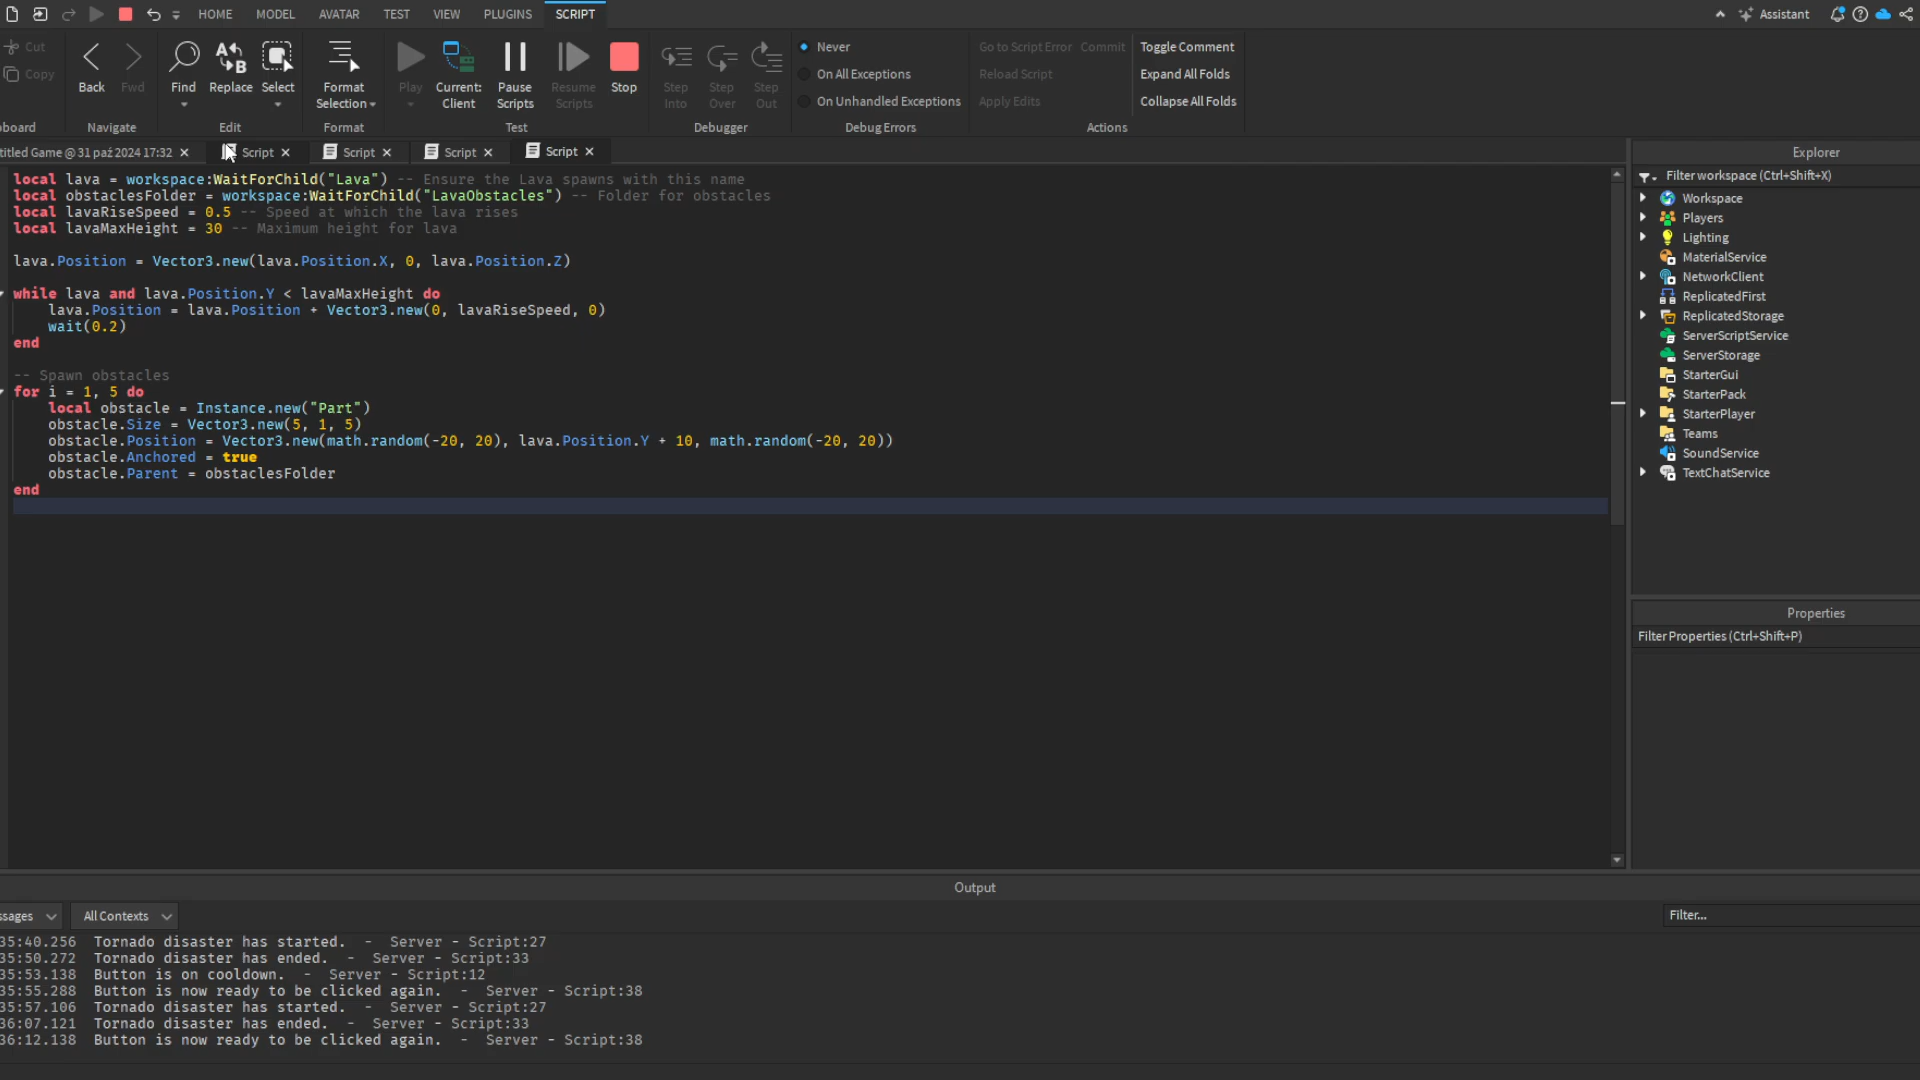 HOME MODEL AVATAR TEST VIEW PLUGINS SCRIPT Assistant
Cut
Copy
Back Fwd
Find Replace Select
Format Selection
Play
Current: Client
Pause Scripts
Resume Scripts
Stop
Step Into
Step Over
Step Out
Never
On All Exceptions
On Unhandled Exceptions
Go to Script Error Commit
Reload Script
Apply Edits
Toggle Comment
Expand All Folds
Collapse All Folds
board Navigate Edit Format Test Debugger Debug Errors Actions
titled Game @ 31 paź 2024 17:32 Script Script Script Script
local lava = workspace:WaitForChild("Lava") -- Ensure the Lava spawns with this name
local obstaclesFolder = workspace:WaitForChild("LavaObstacles") -- Folder for obstacles
local lavaRiseSpeed = 0.5 -- Speed at which the lava rises
local lavaMaxHeight = 30 -- Maximum height for lava
lava.Position = Vector3.new(lava.Position.X, 0, lava.Position.Z)
while lava and lava.Position.Y < lavaMaxHeight do
lava.Position = lava.Position + Vector3.new(0, lavaRiseSpeed, 0)
wait(0.2)
end
-- Spawn obstacles
for i = 1, 5 do
local obstacle = Instance.new("Part")
obstacle.Size = Vector3.new(5, 1, 5)
obstacle.Position = Vector3.new(math.random(-20, 20), lava.Position.Y + 10, math.random(-20, 20))
obstacle.Anchored = true
obstacle.Parent = obstaclesFolder
end
Explorer
Filter workspace (Ctrl+Shift+X)
Workspace
Players
Lighting
MaterialService
NetworkClient
ReplicatedFirst
ReplicatedStorage
ServerScriptService
ServerStorage
StarterGui
StarterPack
StarterPlayer
Teams
SoundService
TextChatService
Properties
Filter Properties (Ctrl+Shift+P)
Output
ssages All Contexts Filter...
35:40.256 Tornado disaster has started. - Server - Script:27
35:50.272 Tornado disaster has ended. - Server - Script:33
35:53.138 Button is on cooldown. - Server - Script:12
35:55.288 Button is now ready to be clicked again. - Server - Script:38
35:57.106 Tornado disaster has started. - Server - Script:27
36:07.121 Tornado disaster has ended. - Server - Script:33
36:12.138 Button is now ready to be clicked again. - Server - Script:38